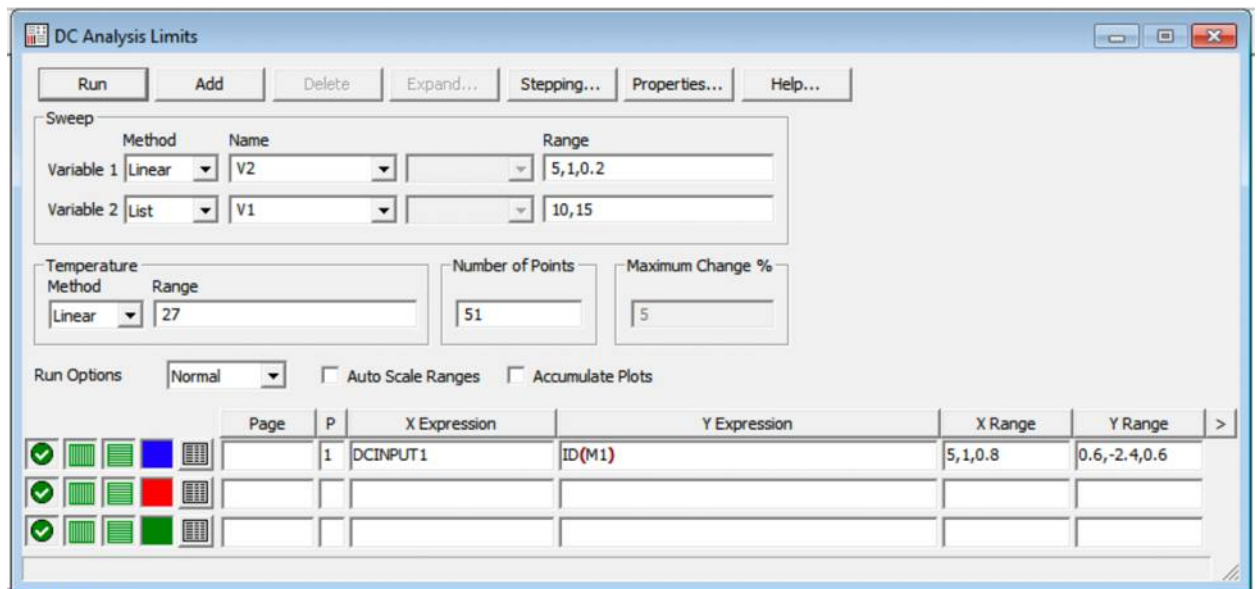 DC Analysis Limits
Run Add Delete Expand... Stepping... Properties... Help...
Sweep
Method Name Range
Variable 1 Linear V2 5,1,0.2
Variable 2 List V1 10,15
Temperature Number of Points Maximum Change %
Method Range
Linear 27 51 5
Run Options Normal Auto Scale Ranges Accumulate Plots
Page P X Expression Y Expression X Range Y Range >
1 DCINPUT1 ID(M1) 5,1,0.8 0.6,-2.4,0.6